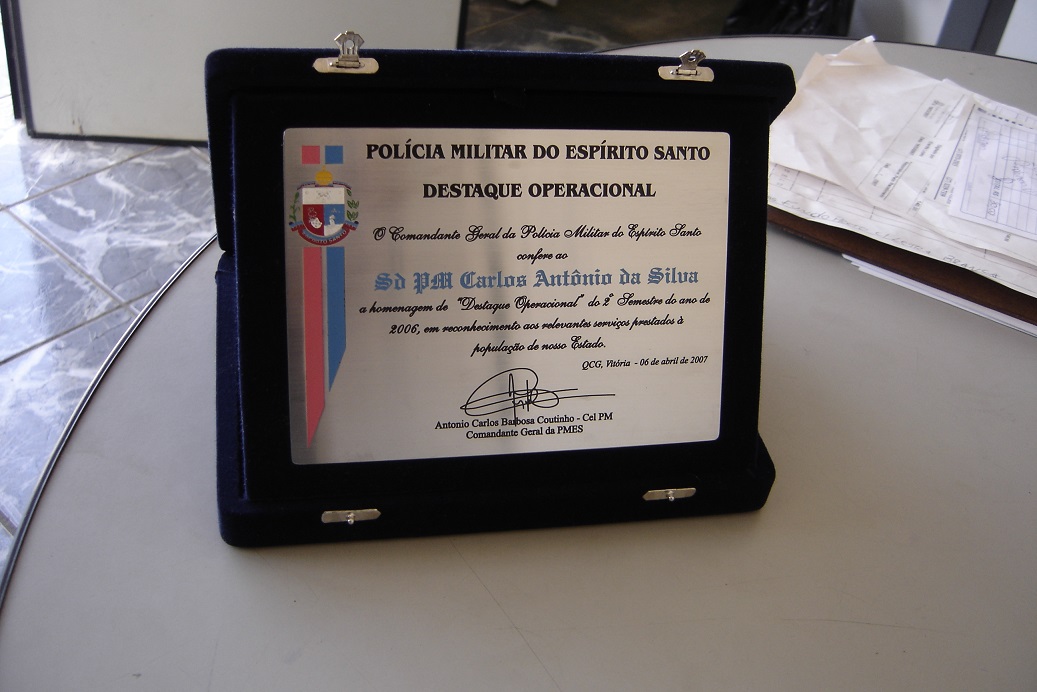 POLÍCIA MILITAR DO ESPÍRITO SANTO
DESTAQUE OPERACIONAL
O Comandante Geral da Polícia Militar do Espírito Santo
confere ao
Sd PM Carlos Antônio da Silva
a homenagem de "Destaque Operacional" do 2º Semestre do ano de
2006, em reconhecimento aos relevantes serviços prestados à
população de nosso Estado.
QCG, Vitória - 06 de abril de 2007
Antonio Carlos Barbosa Coutinho - Cel PM
Comandante Geral da PMES